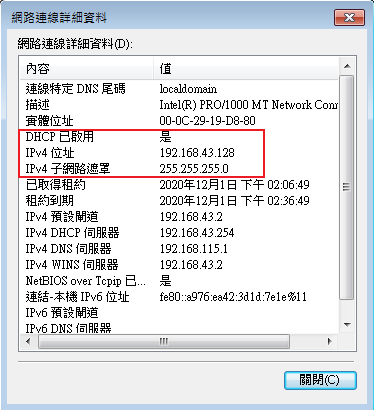 網路連線詳細資料
網路連線詳細資料(D):
內容 值
連線特定 DNS 尾碼 localdomain
描述 Intel(R) PRO/1000 MT Network Conn
實體位址 00-0C-29-19-D8-80
DHCP 已啟用 是
IPv4 位址 192.168.43.128
IPv4 子網路遮罩 255.255.255.0
已取得租約 2020年12月1日 下午 02:06:49
租約到期 2020年12月1日 下午 02:36:49
IPv4 預設閘道 192.168.43.2
IPv4 DHCP 伺服器 192.168.43.254
IPv4 DNS 伺服器 192.168.115.1
IPv4 WINS 伺服器 192.168.43.2
NetBIOS over Tcpip 已... 是
連結-本機 IPv6 位址 fe80::a976:ea42:3d1d:7e1e%11
IPv6 預設閘道
IPv6 DNS 伺服器
關閉(C)